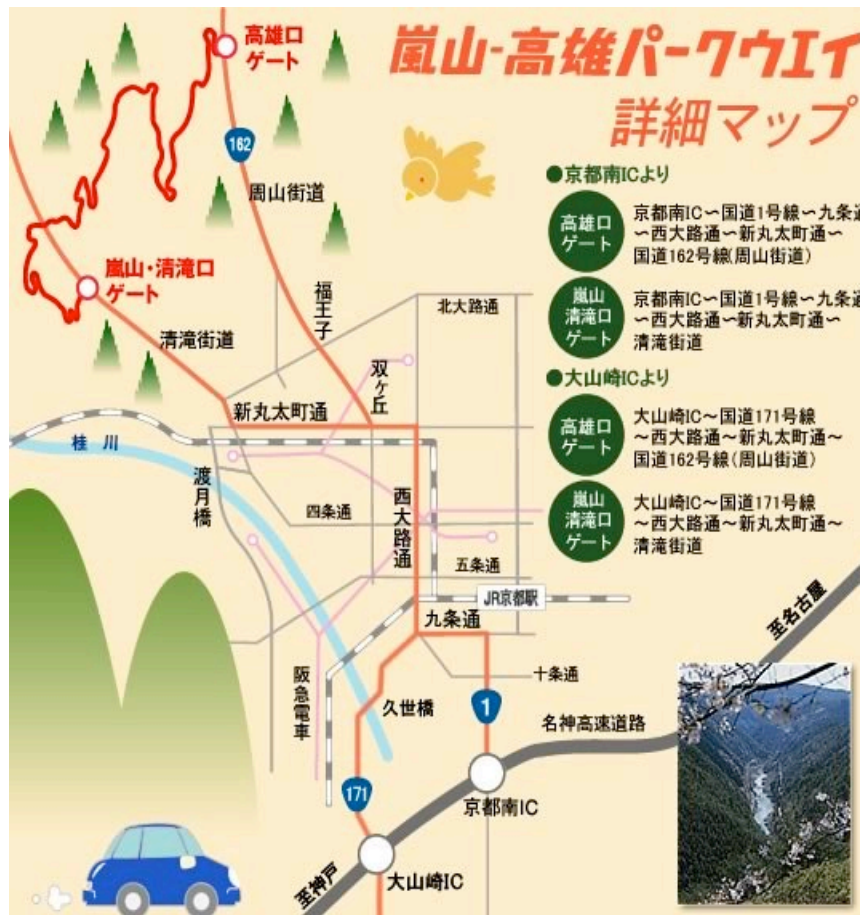 嵐山-高雄パークウエイ
詳細マップ
高雄口
ゲート
162
周山街道
嵐山・清滝口
ゲート
清滝街道
福王子
北大路通
双ヶ丘
新丸太町通
桂川
渡月橋
四条通
西大路通
五条通
JR京都駅
九条通
阪急電車
久世橋
十条通
1
名神高速道路
至名古屋
171
京都南IC
大山崎IC
至神戸
●京都南ICより
高雄口
ゲート
京都南IC～国道1号線～九条通
～西大路通～新丸太町通～
国道162号線(周山街道)
嵐山
清滝口
ゲート
京都南IC～国道1号線～九条通
～西大路通～新丸太町通～
清滝街道
●大山崎ICより
高雄口
ゲート
大山崎IC～国道171号線
～西大路通～新丸太町通～
国道162号線(周山街道)
嵐山
清滝口
ゲート
大山崎IC～国道171号線
～西大路通～新丸太町通～
清滝街道